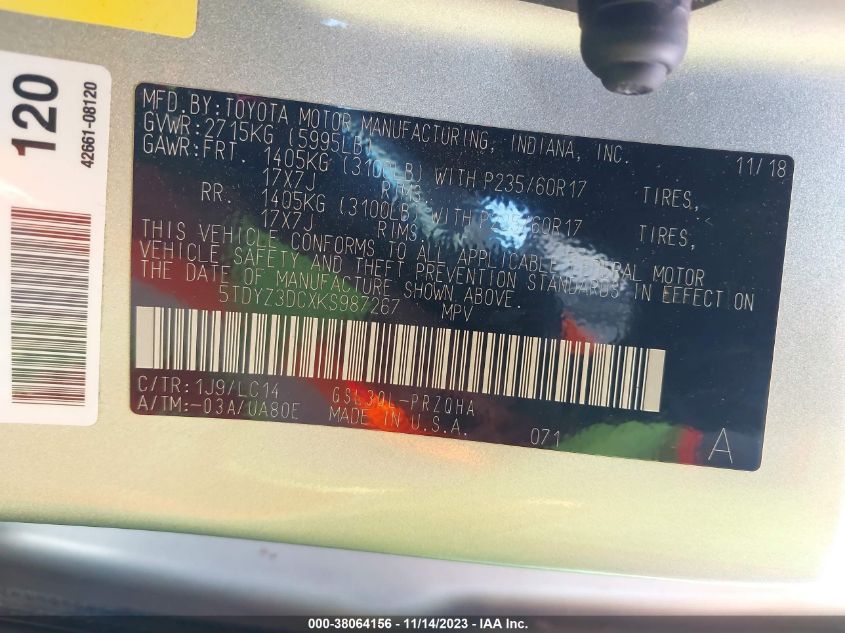 120
42661-08120
MFD.BY:TOYOTA MOTOR MANUFACTURING, INDIANA, INC. 11/18
GVWR:2715KG (5995LB)
GAWR:FRT. 1405KG (3100LB) WITH P235/60R17 TIRES,
17X7J RIMS,
RR. 1405KG (3100LB) WITH P235/60R17 TIRES,
17X7J RIMS,
THIS VEHICLE CONFORMS TO ALL APPLICABLE FEDERAL MOTOR
VEHICLE SAFETY AND THEFT PREVENTION STANDARDS IN EFFECT ON
THE DATE OF MANUFACTURE SHOWN ABOVE.
5TDYZ3DCXKS987267 MPV
C/TR:1J9/LC14 GSL30L-PRZQHA
A/TM:-03A/UA80E MADE IN U.S.A. 071 A
000-38064156 - 11/14/2023 - IAA Inc.